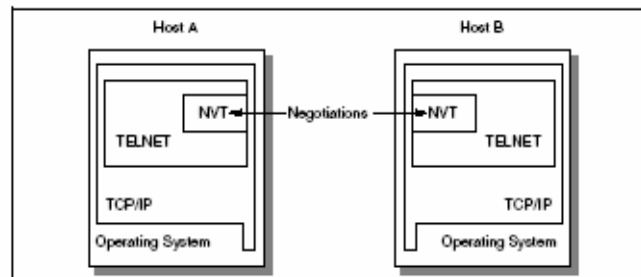 Host A Host B
NVT Negotiations NVT
TELNET TELNET
TCP/IP TCP/IP
Operating System Operating System